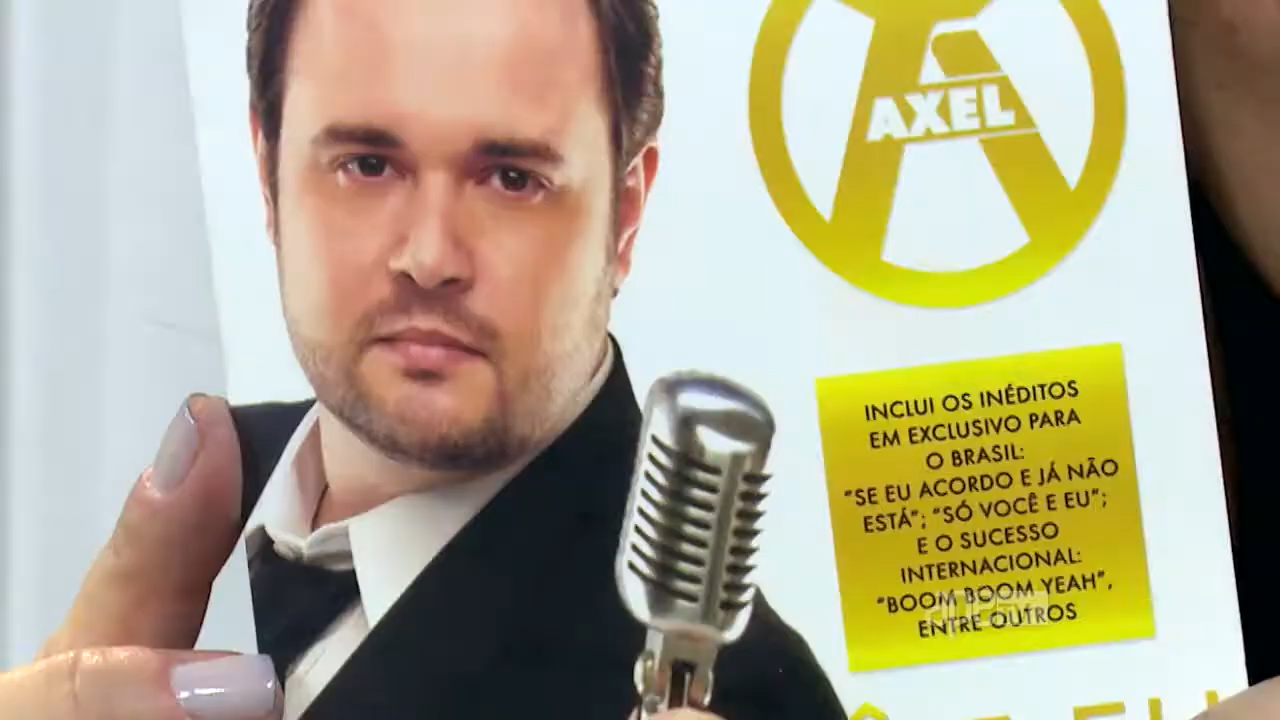 AXEL
INCLUI OS INÉDITOS
EM EXCLUSIVO PARA
O BRASIL:
"SE EU ACORDO E JÁ NÃO
ESTÁ"; "SÓ VOCÊ E EU";
E O SUCESSO
INTERNACIONAL:
"BOOM BOOM YEAH",
ENTRE OUTROS